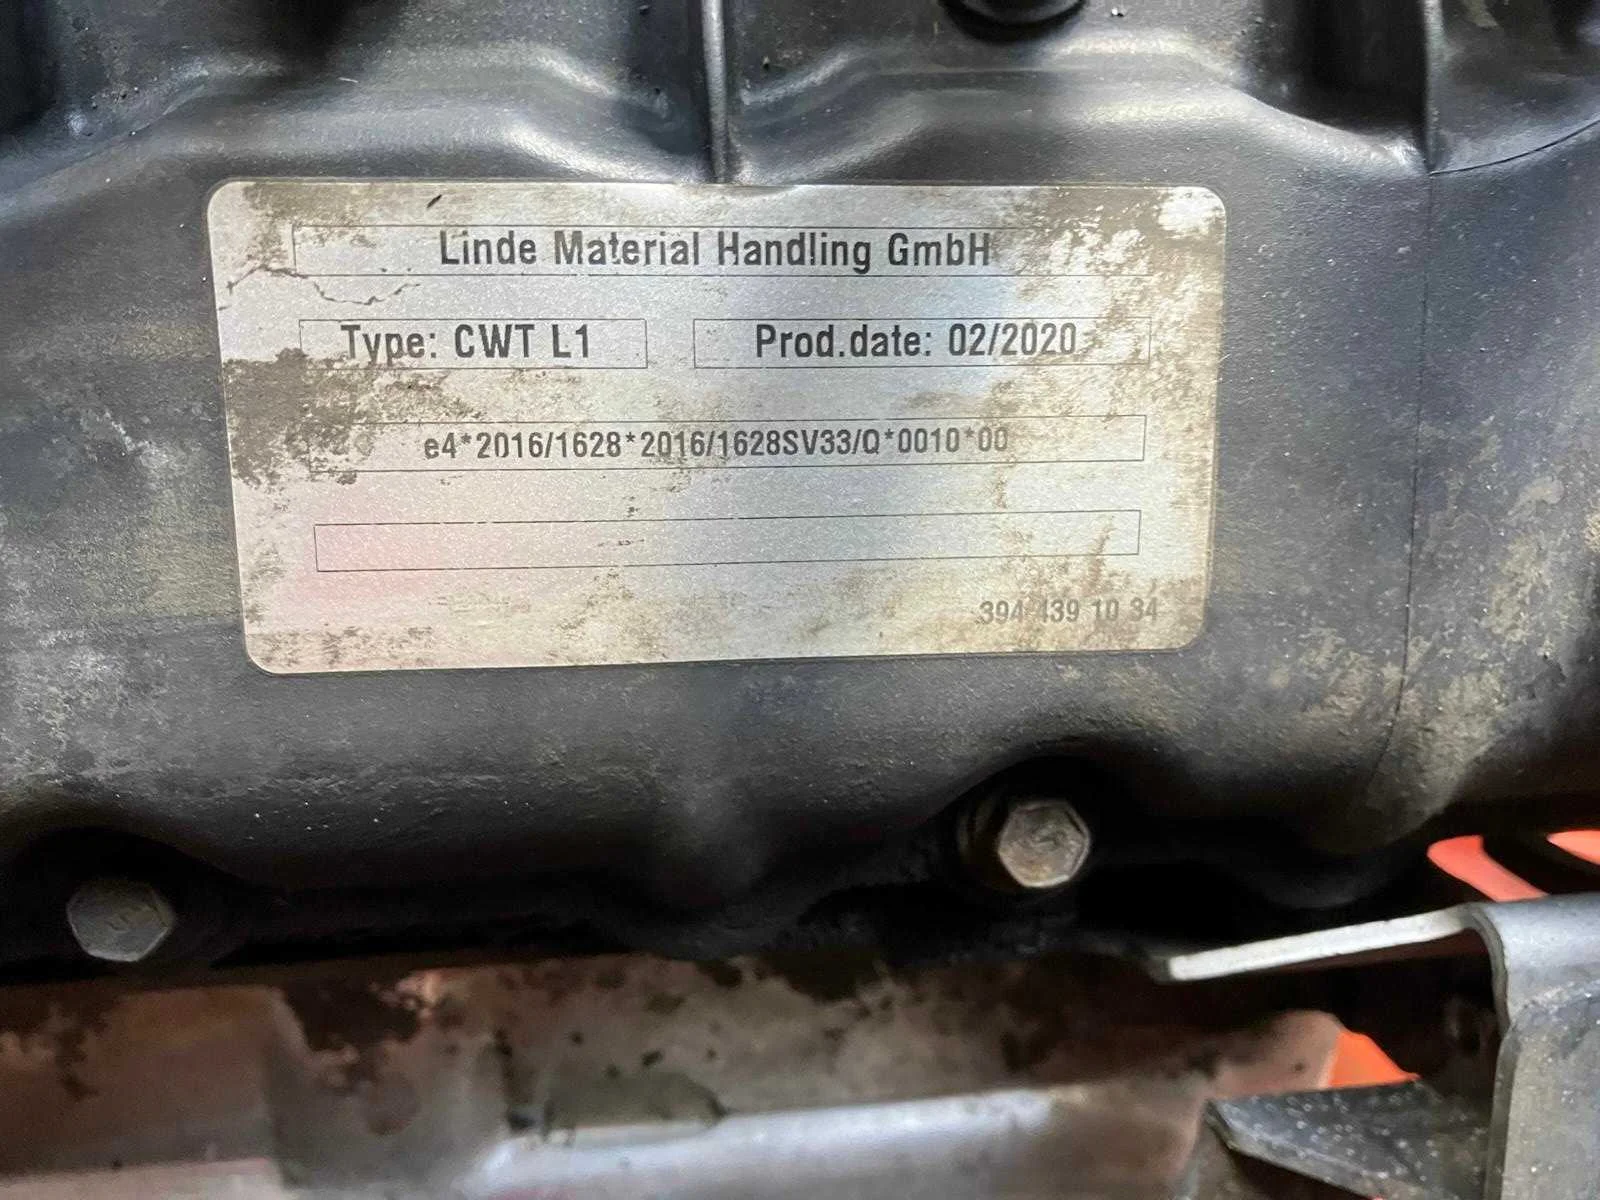 Linde Material Handling GmbH
Type: CWT L1
Prod.date: 02/2020
e4*2016/1628*2016/1628SV33/Q*0010*00
394 439 10 34